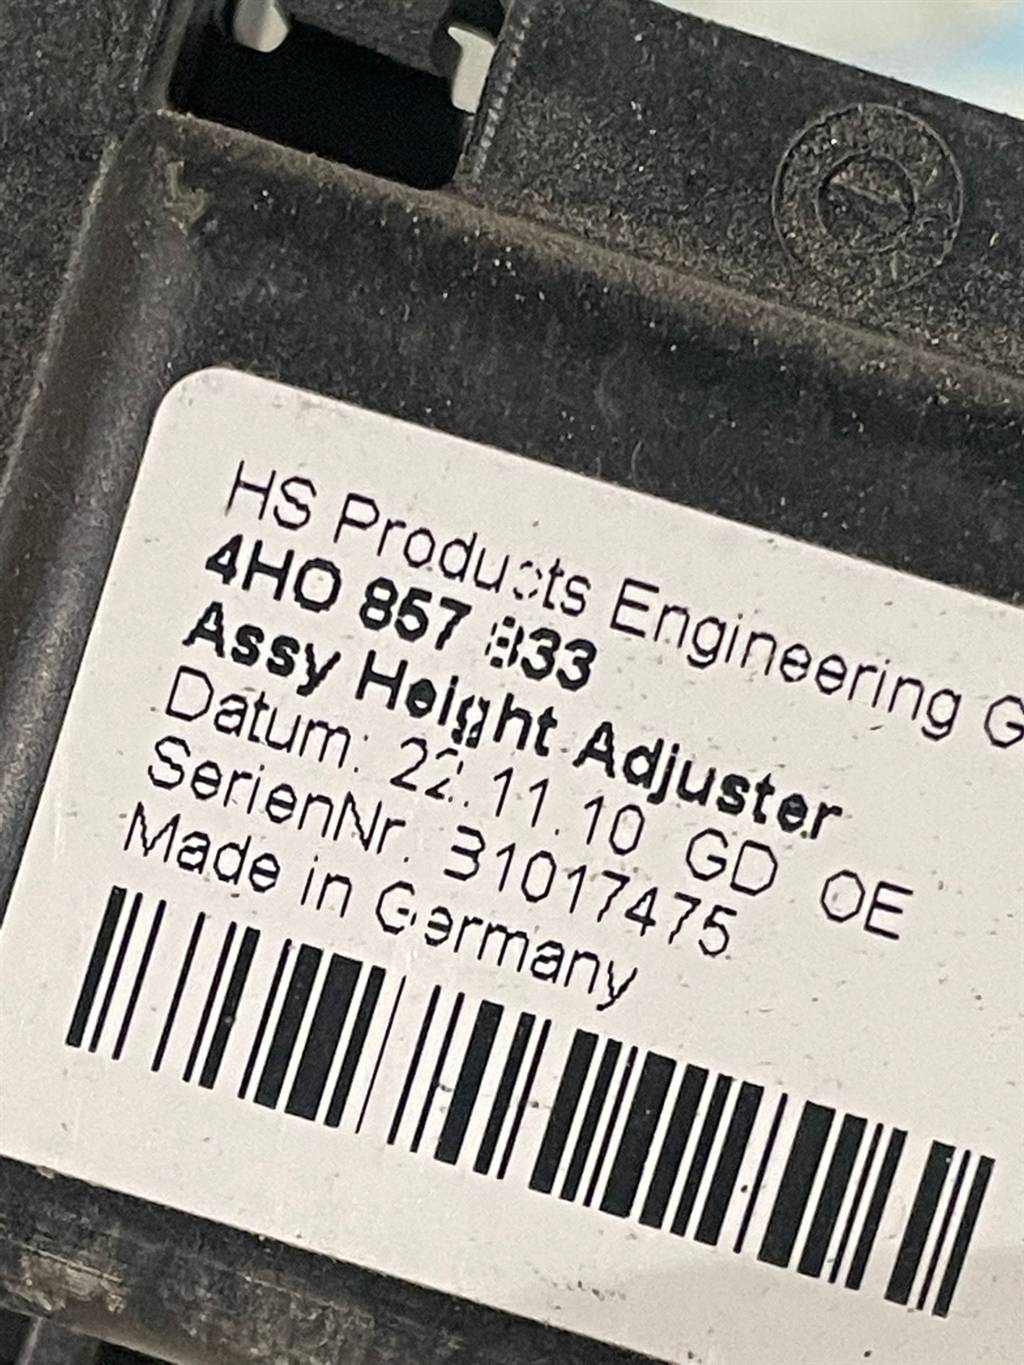 HS Products Engineering G
4HO 857 833
Assy Height Adjuster
Datum: 22.11.10 GD OE
SerienNr. 31017475
Made in Germany